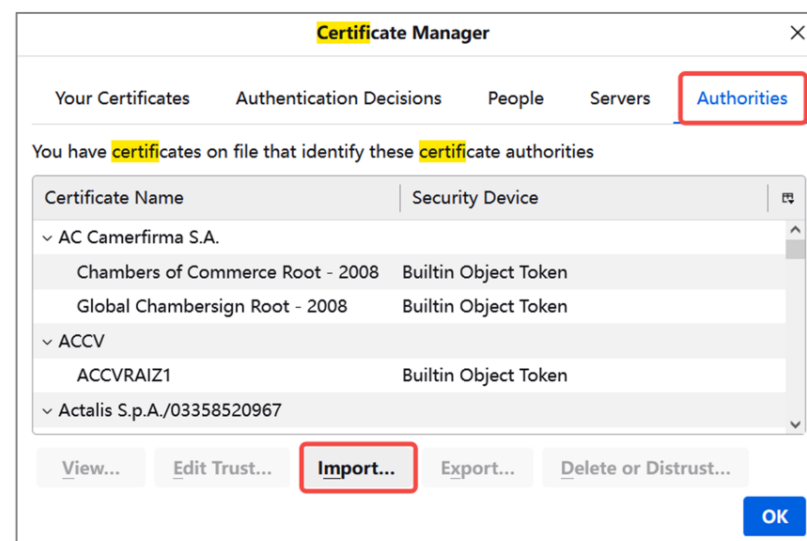 Certificate Manager
Your Certificates Authentication Decisions People Servers Authorities
You have certificates on file that identify these certificate authorities
Certificate Name Security Device
AC Camerfirma S.A.
Chambers of Commerce Root - 2008 Builtin Object Token
Global Chambersign Root - 2008 Builtin Object Token
ACCV
ACCVRAIZ1 Builtin Object Token
Actalis S.p.A./03358520967
View... Edit Trust... Import... Export... Delete or Distrust...
OK